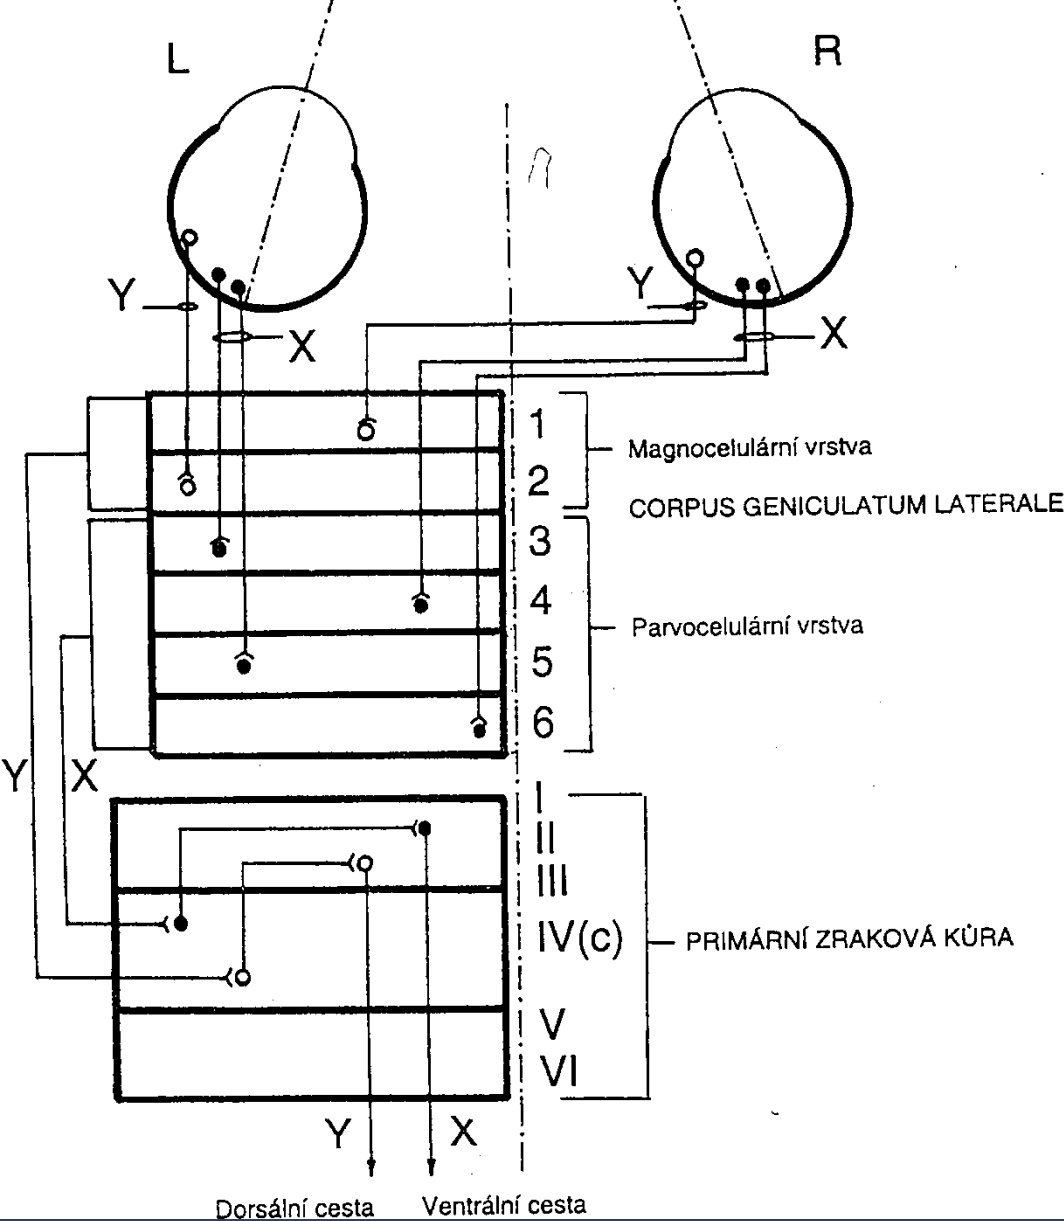 L
R
Y
X
Y
X
1
2
3
4
5
6
Magnocelulární vrstva
CORPUS GENICULATUM LATERALE
Parvocelulární vrstva
Y
X
I
II
III
IV(c)
V
VI
PRIMÁRNÍ ZRAKOVÁ KŮRA
Y
X
Dorsální cesta
Ventrální cesta